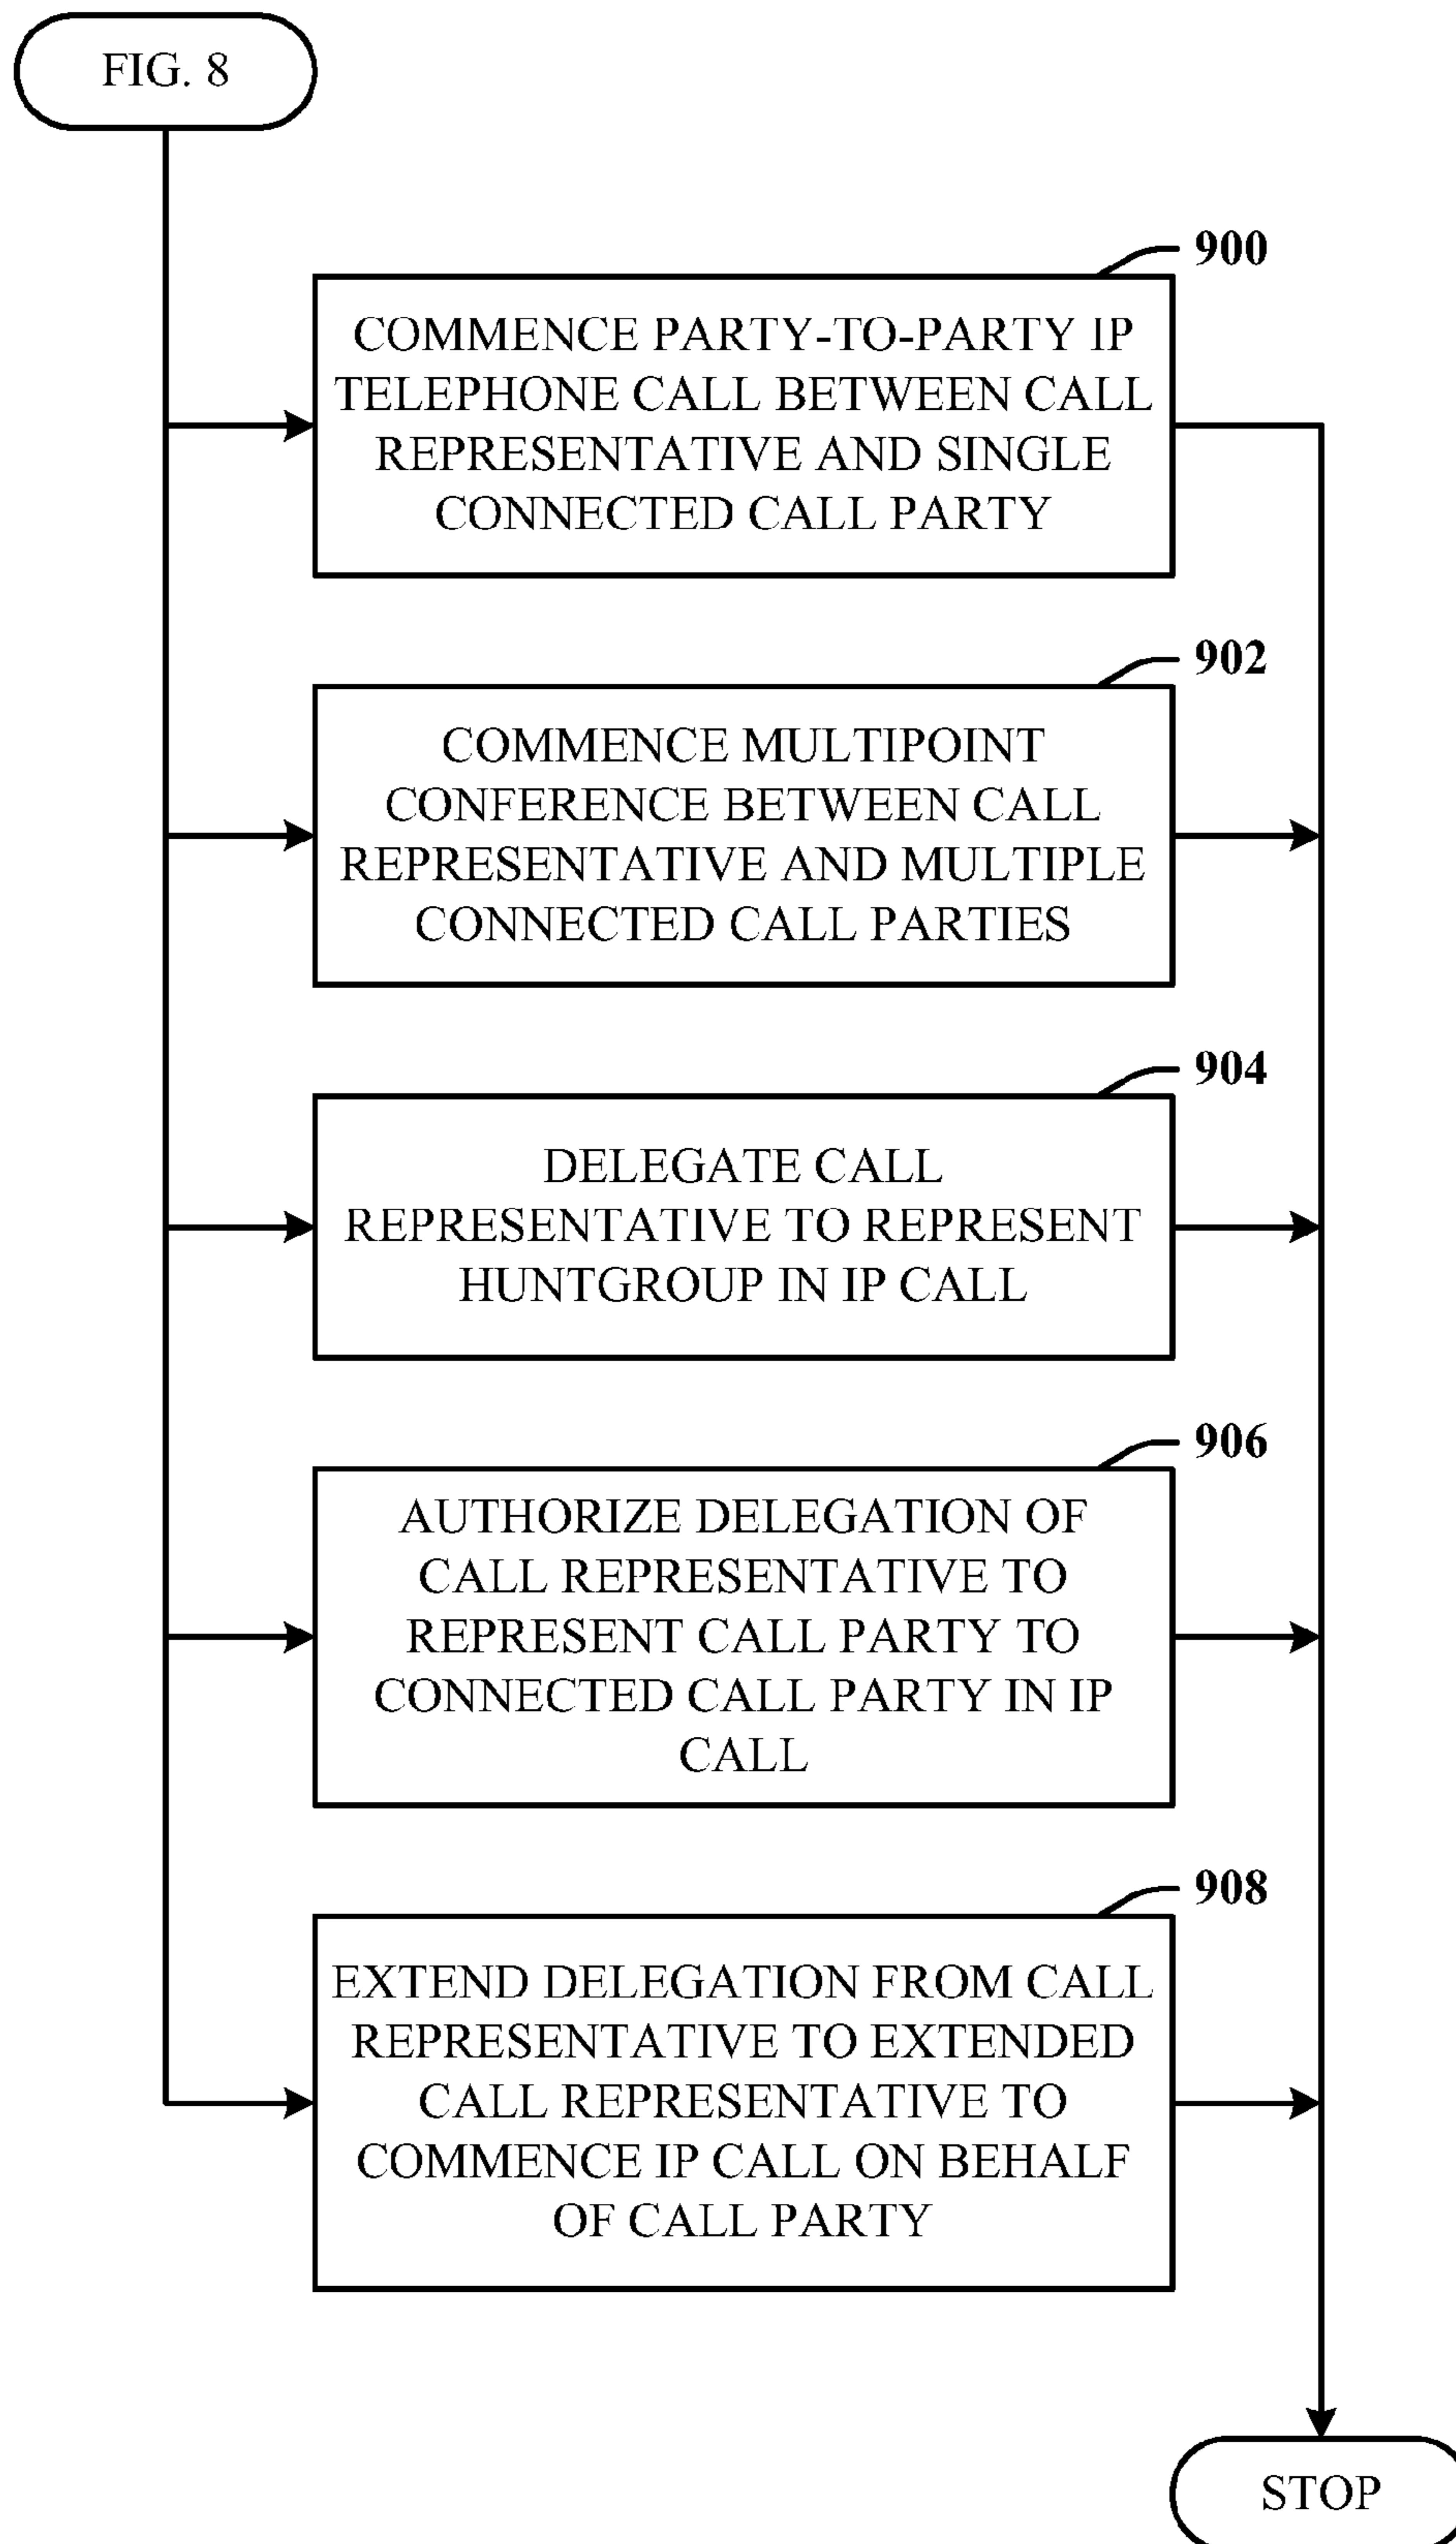 FIG. 8
900
COMMENCE PARTY-TO-PARTY IP
TELEPHONE CALL BETWEEN CALL
REPRESENTATIVE AND SINGLE
CONNECTED CALL PARTY
902
COMMENCE MULTIPOINT
CONFERENCE BETWEEN CALL
REPRESENTATIVE AND MULTIPLE
CONNECTED CALL PARTIES
904
DELEGATE CALL
REPRESENTATIVE TO REPRESENT
HUNTGROUP IN IP CALL
906
AUTHORIZE DELEGATION OF
CALL REPRESENTATIVE TO
REPRESENT CALL PARTY TO
CONNECTED CALL PARTY IN IP
CALL
908
EXTEND DELEGATION FROM CALL
REPRESENTATIVE TO EXTENDED
CALL REPRESENTATIVE TO
COMMENCE IP CALL ON BEHALF
OF CALL PARTY
STOP